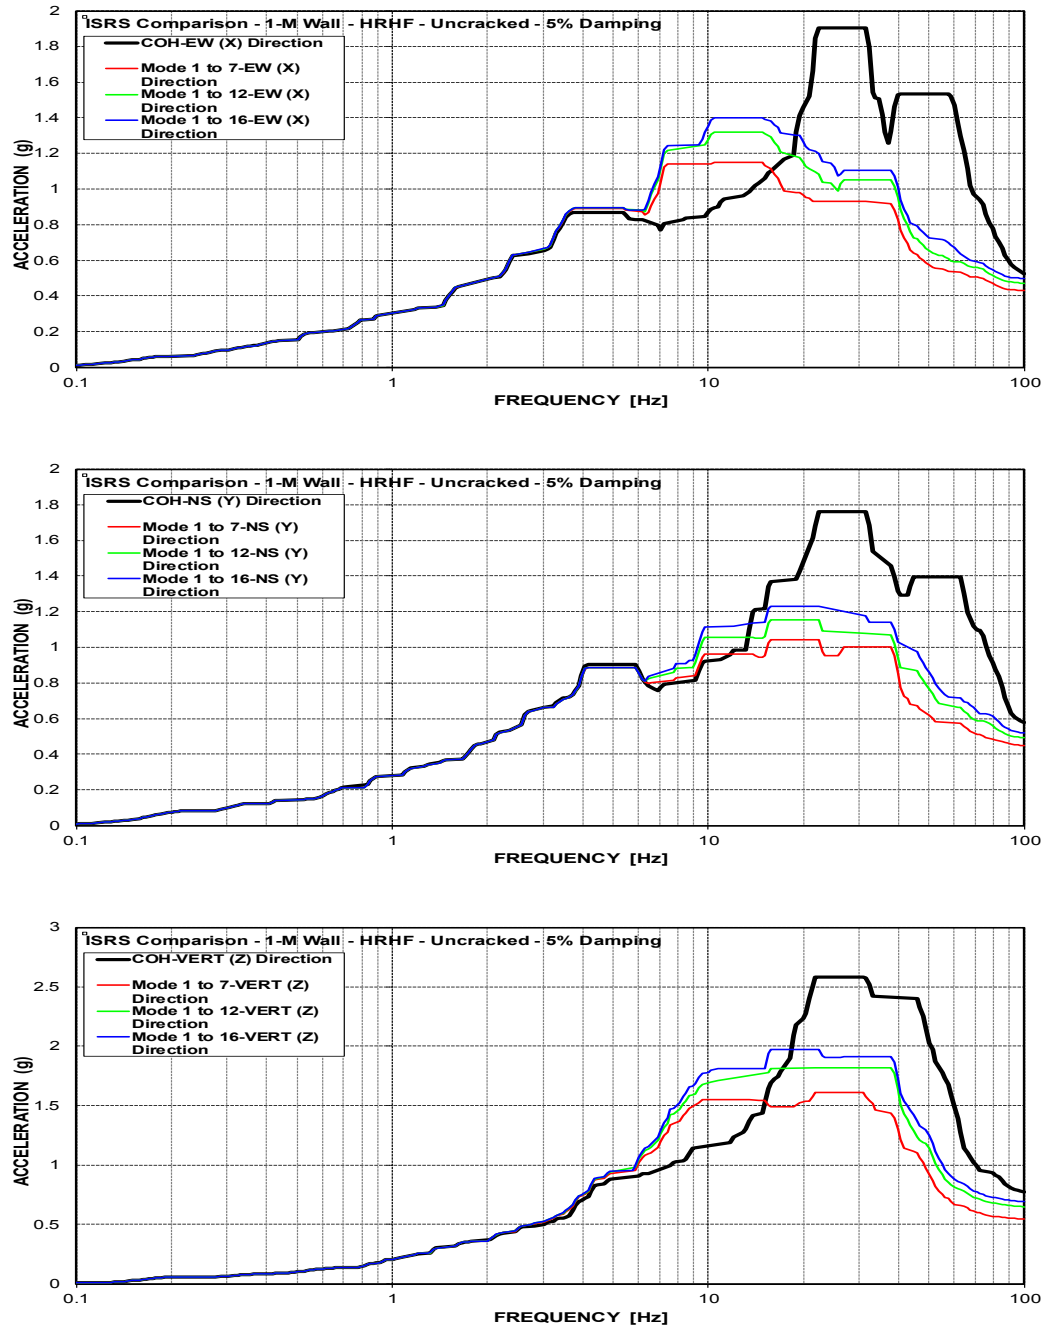 ISRS Comparison - 1-M Wall - HRHF - Uncracked - 5% Damping
COH-EW (X) Direction
Mode 1 to 7-EW (X)
Direction
Mode 1 to 12-EW (X)
Direction
Mode 1 to 16-EW (X)
Direction
ACCELERATION (g)
2
1.8
1.6
1.4
1.2
1
0.8
0.6
0.4
0.2
0
0.1
1
10
100
FREQUENCY [Hz]
ISRS Comparison - 1-M Wall - HRHF - Uncracked - 5% Damping
COH-NS (Y) Direction
Mode 1 to 7-NS (Y)
Direction
Mode 1 to 12-NS (Y)
Direction
Mode 1 to 16-NS (Y)
Direction
ACCELERATION (g)
2
1.8
1.6
1.4
1.2
1
0.8
0.6
0.4
0.2
0
0.1
1
10
100
FREQUENCY [Hz]
ISRS Comparison - 1-M Wall - HRHF - Uncracked - 5% Damping
COH-VERT (Z) Direction
Mode 1 to 7-VERT (Z)
Direction
Mode 1 to 12-VERT (Z)
Direction
Mode 1 to 16-VERT (Z)
Direction
ACCELERATION (g)
3
2.5
2
1.5
1
0.5
0
0.1
1
10
100
FREQUENCY [Hz]